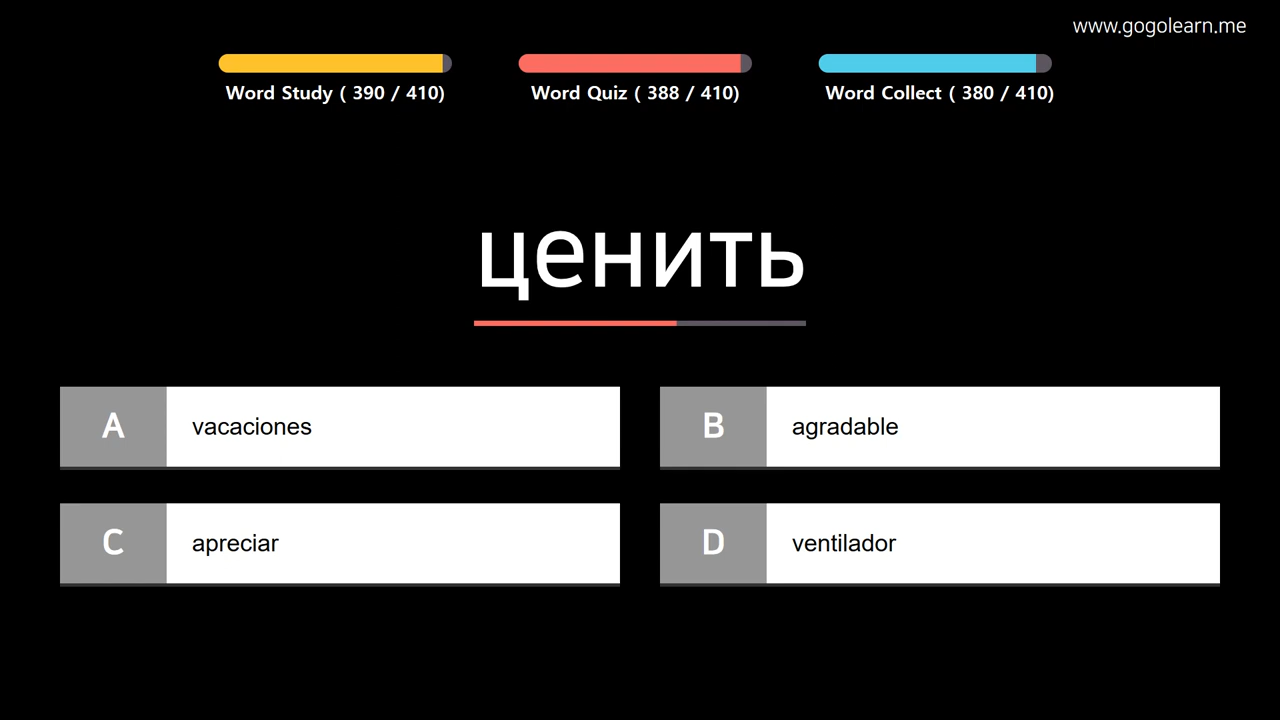 www.gogolearn.me
Word Study ( 390 / 410)
Word Quiz ( 388 / 410)
Word Collect ( 380 / 410)
ценить
A vacaciones
B agradable
C apreciar
D ventilador